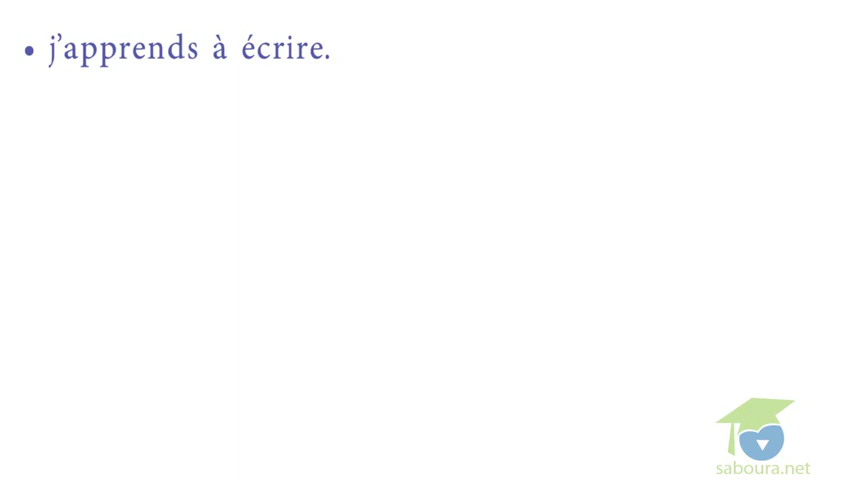 • j’apprends à écrire.
saboura.net